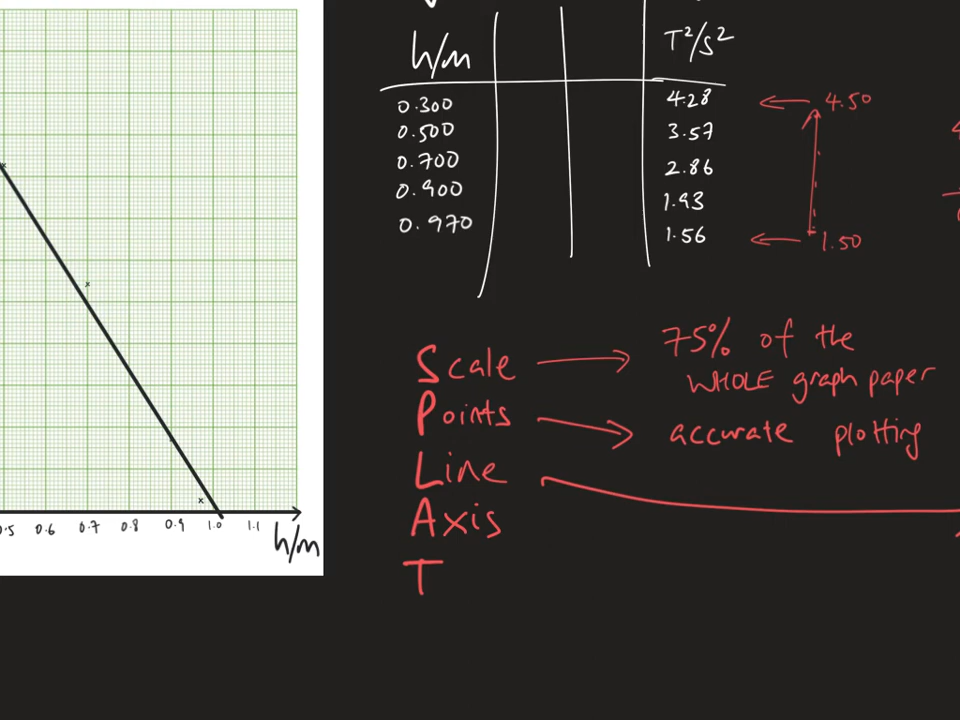 h/m T²/s²
0.300 4.28 4.50
0.500 3.57
0.700 2.86
0.900 1.93
0.970 1.56 1.50
Scale → 75% of the
WHOLE graph paper
Points → accurate plotting
Line
Axis
T
0.5 0.6 0.7 0.8 0.9 1.0 1.1
h/m